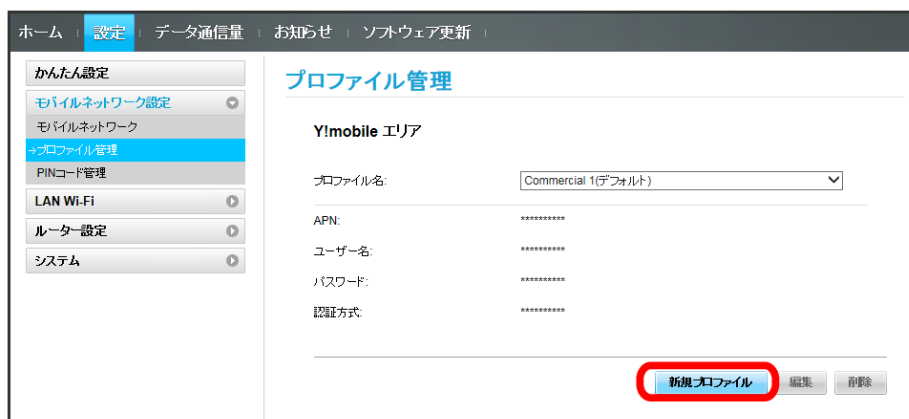 ホーム 設定 データ通信量 お知らせ ソフトウェア更新
かんたん設定
モバイルネットワーク設定
モバイルネットワーク
→プロファイル管理
PINコード管理
LAN Wi-Fi
ルーター設定
システム
プロファイル管理
Y!mobile エリア
プロファイル名: Commercial 1(デフォルト)
APN: **********
ユーザー名: **********
パスワード: **********
認証方式: **********
新規プロファイル 編集 削除